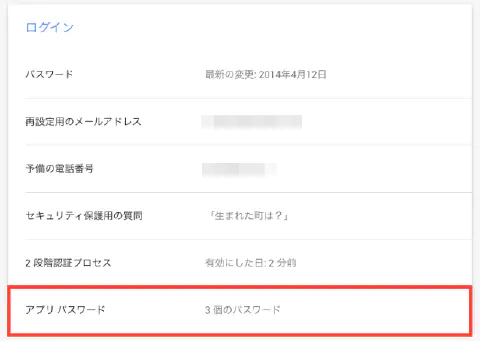 ログイン
パスワード 最新の変更: 2014年4月12日
再設定用のメールアドレス
予備の電話番号
セキュリティ保護用の質問 「生まれた町は？」
2 段階認証プロセス 有効にした日: 2 分前
アプリ パスワード 3 個のパスワード